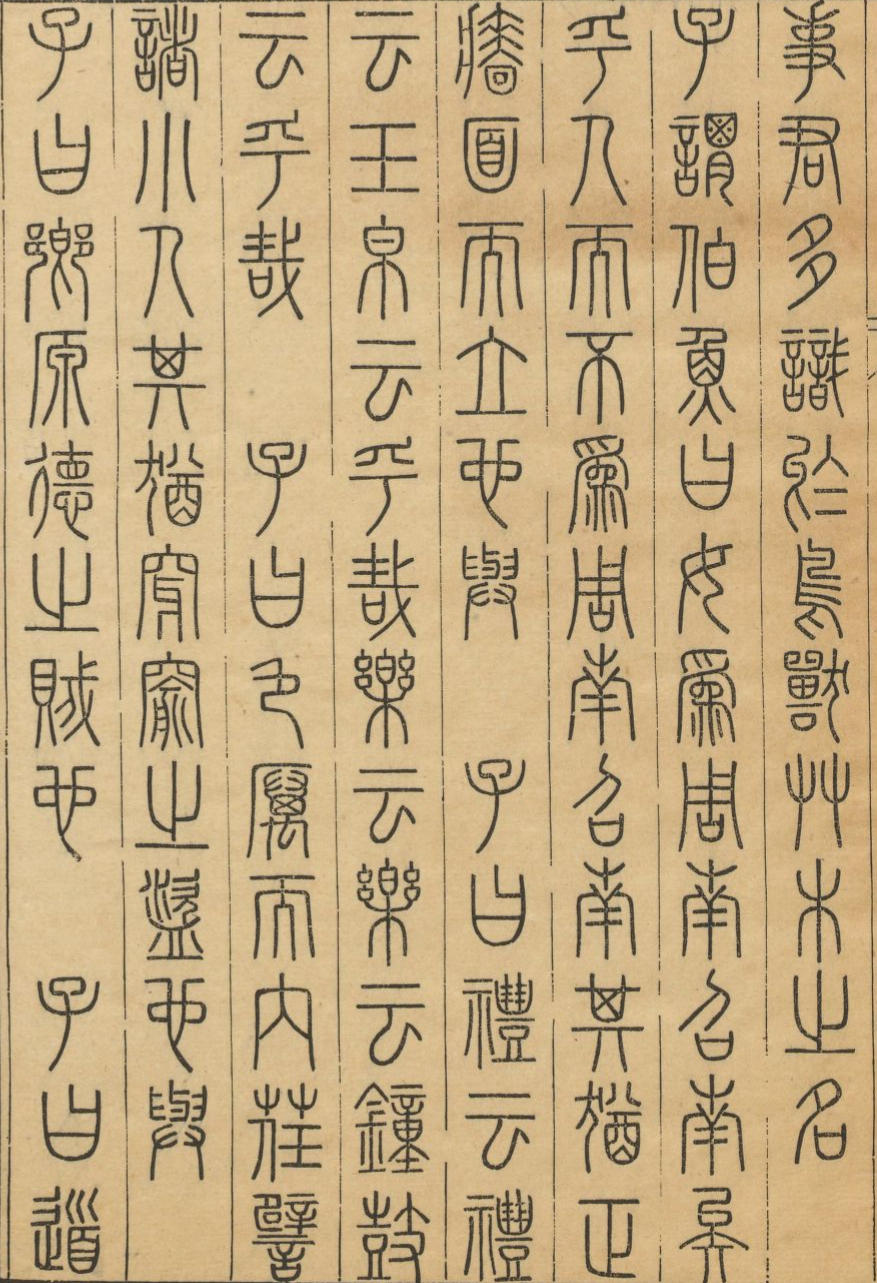 事君多識於鳥獸艸木之名
子謂伯魚曰女爲周南召南矣
乎人而不爲周南召南其猶正
牆面而立也與 子曰禮云禮
云玉帛云乎哉樂云樂云鐘鼓
云乎哉 子曰色厲而內荏譬
諸小人其猶穿窬之盜也與
子曰鄉原德之賊也 子曰道